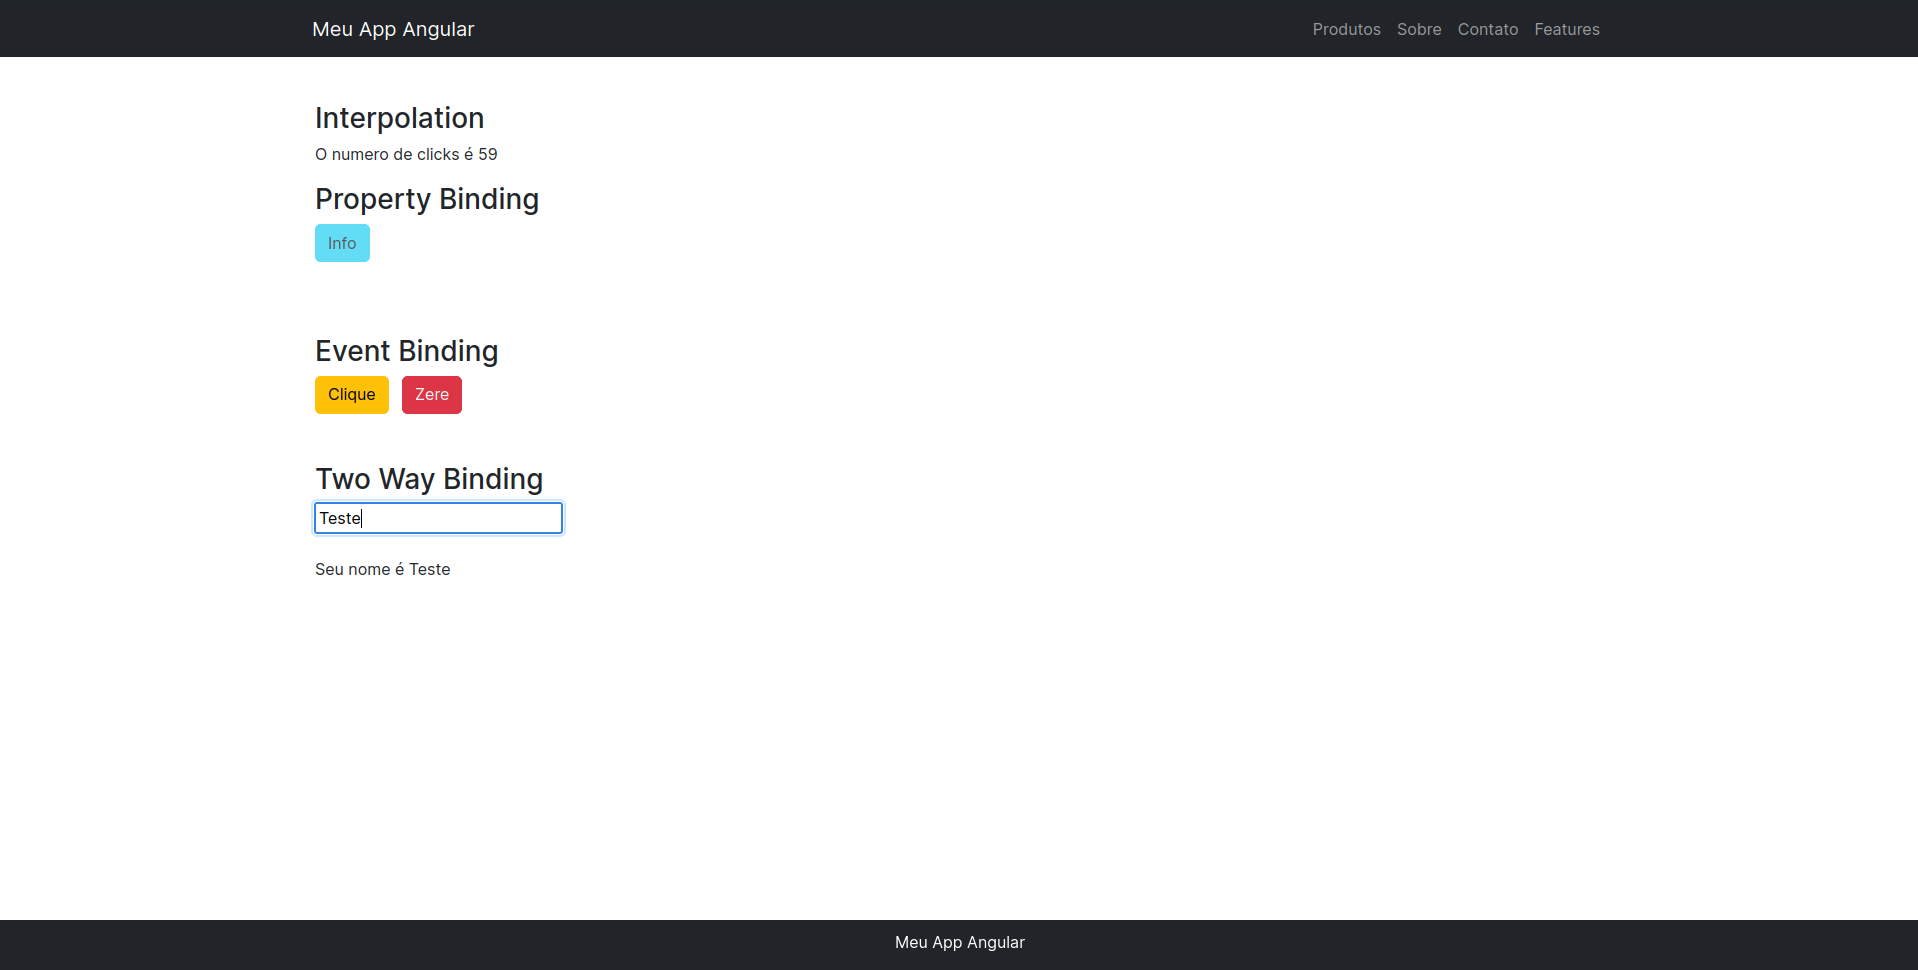 Meu App Angular
Produtos Sobre Contato Features
Interpolation
O numero de clicks é 59
Property Binding
Info
Event Binding
Clique Zere
Two Way Binding
Teste
Seu nome é Teste
Meu App Angular